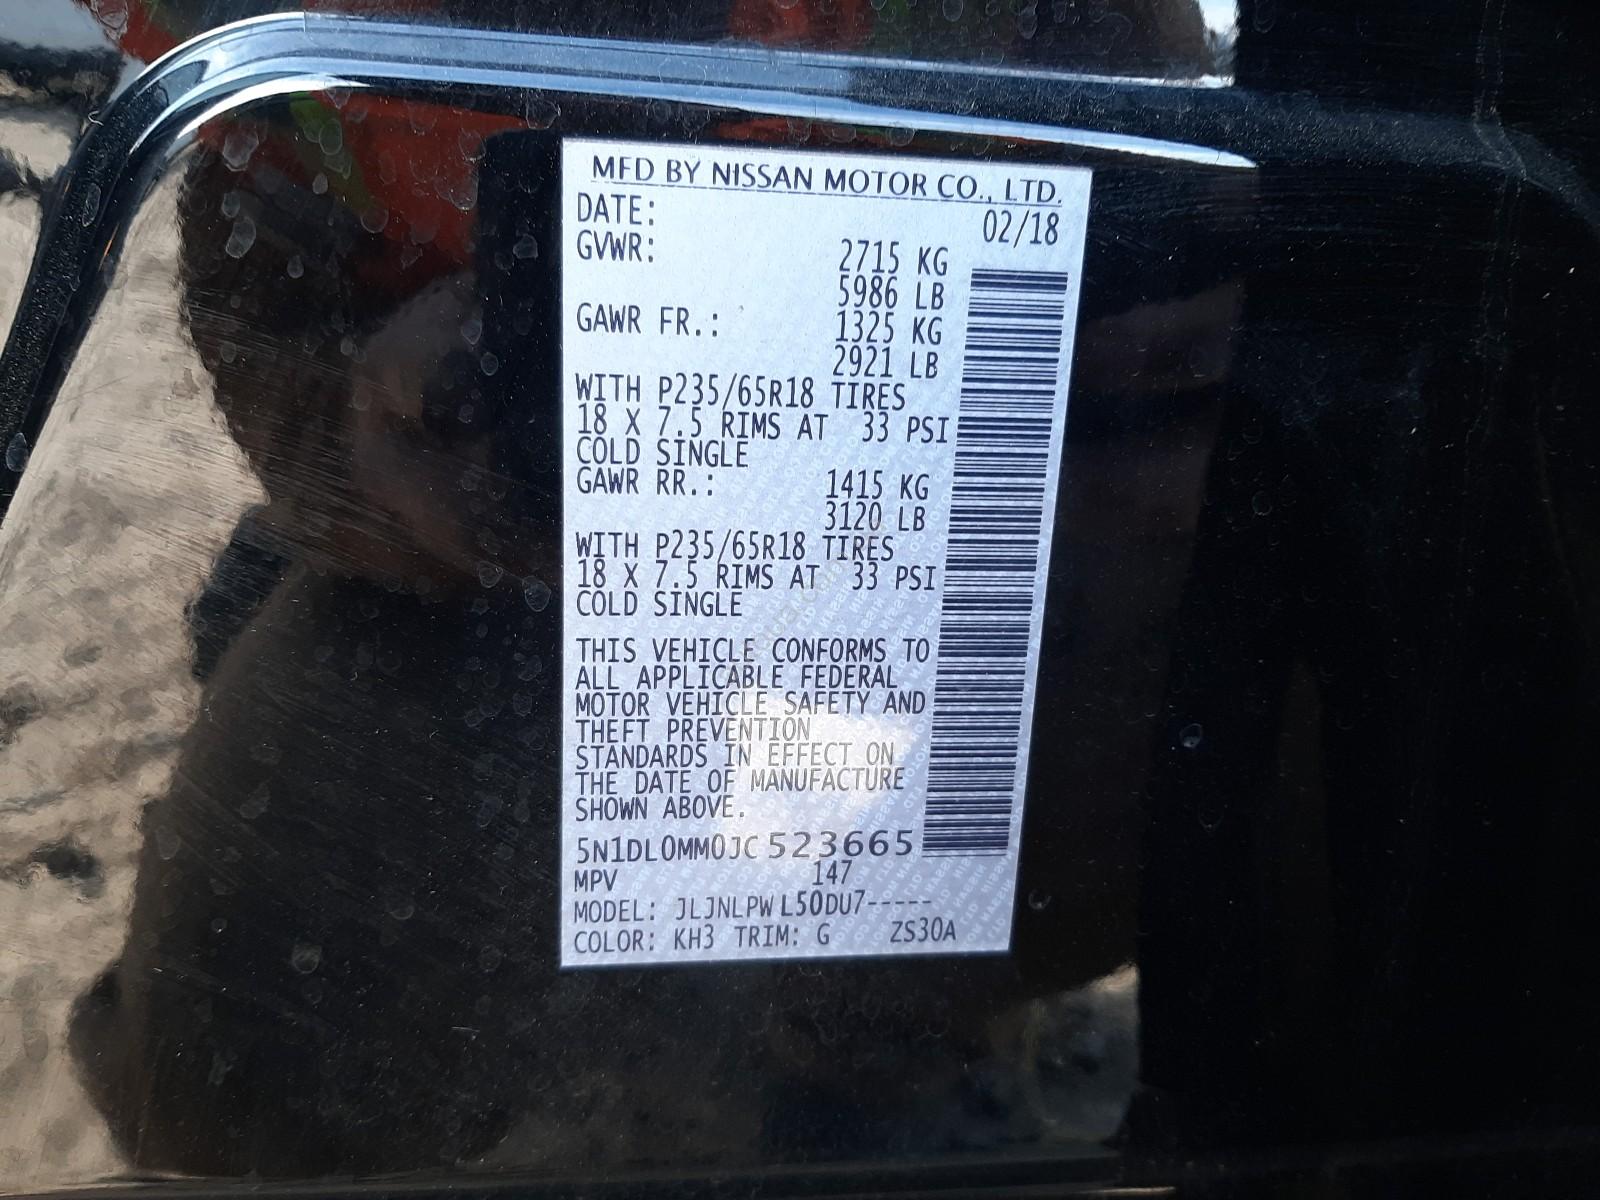 MFD BY NISSAN MOTOR CO., LTD.
DATE: 02/18
GVWR: 2715 KG
5986 LB
GAWR FR.: 1325 KG
2921 LB
WITH P235/65R18 TIRES
18 X 7.5 RIMS AT 33 PSI
COLD SINGLE
GAWR RR.: 1415 KG
3120 LB
WITH P235/65R18 TIRES
18 X 7.5 RIMS AT 33 PSI
COLD SINGLE
THIS VEHICLE CONFORMS TO
ALL APPLICABLE FEDERAL
MOTOR VEHICLE SAFETY AND
THEFT PREVENTION
STANDARDS IN EFFECT ON
THE DATE OF MANUFACTURE
SHOWN ABOVE.
5N1DL0MM0JC523665
MPV 147
MODEL: JLJNLPW L50DU7-----
COLOR: KH3 TRIM: G ZS30A